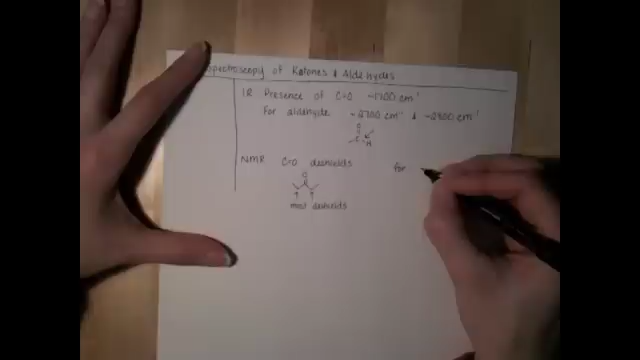 Spectroscopy of Ketones & Aldehydes
IR Presence of C=O ~1700 cm⁻¹
For aldehyde ~2700 cm⁻¹ & ~2800 cm⁻¹
O
C H
NMR C=O deshields for
O
most deshields